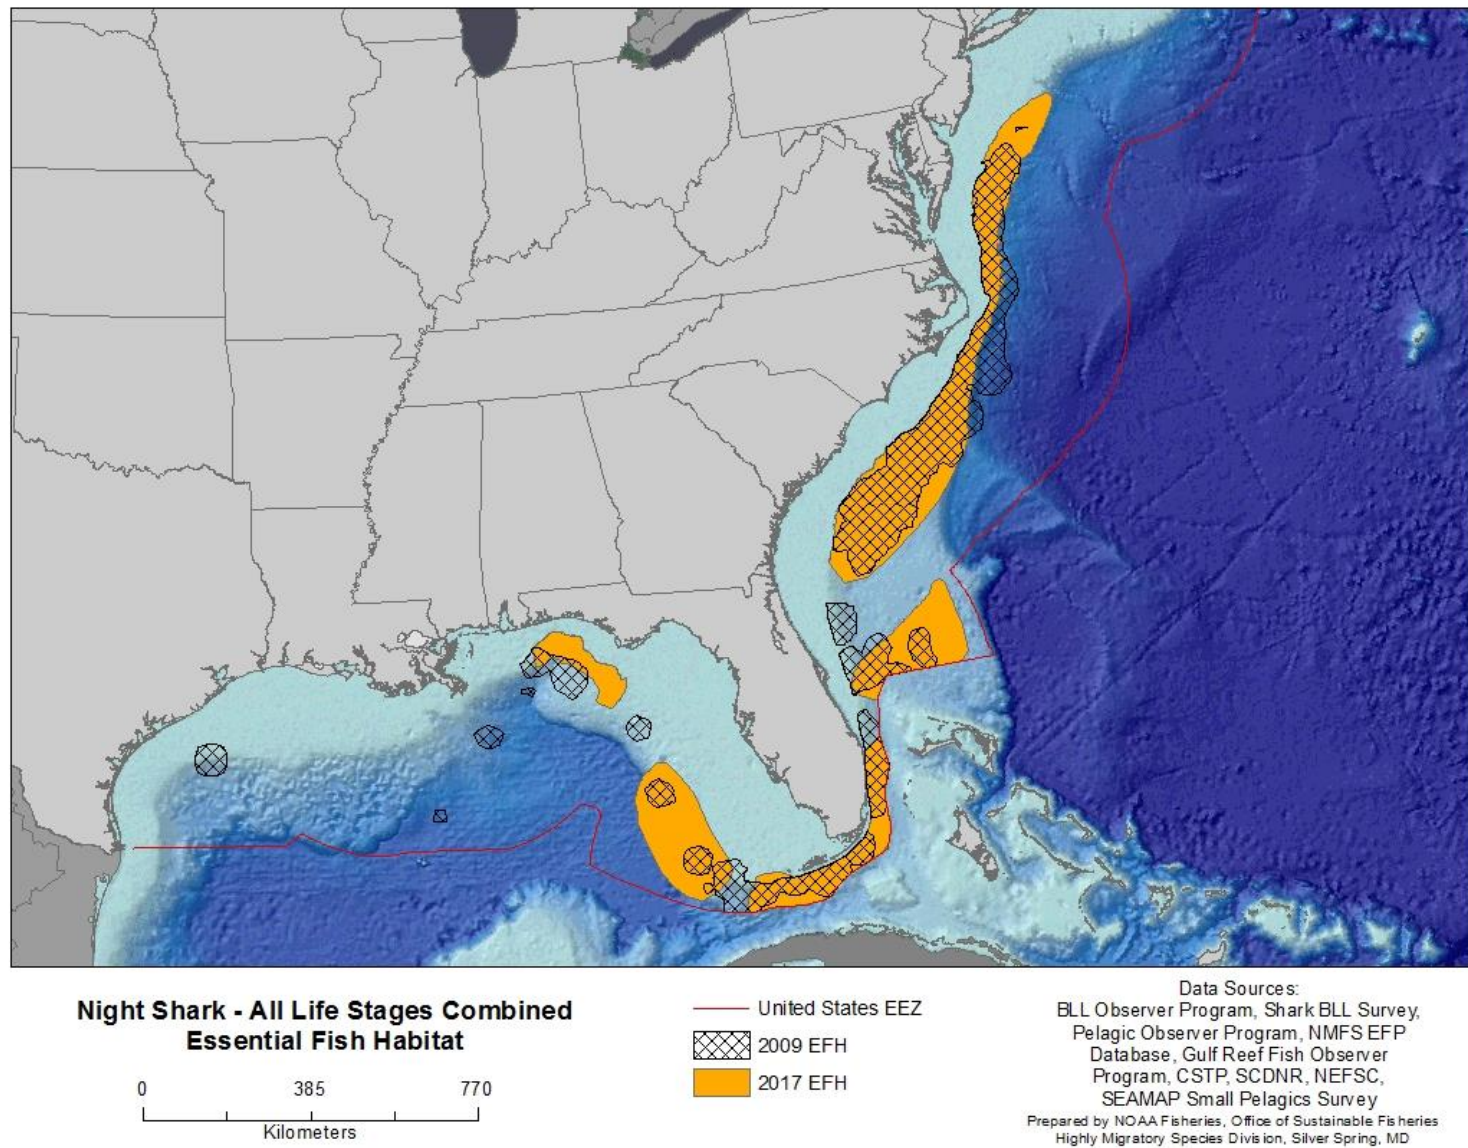 Night Shark - All Life Stages Combined
Essential Fish Habitat
0 385 770
Kilometers
United States EEZ
2009 EFH
2017 EFH
Data Sources:
BLL Observer Program, Shark BLL Survey,
Pelagic Observer Program, NMFS EFP
Database, Gulf Reef Fish Observer
Program, CSTP, SCDNR, NEFSC,
SEAMAP Small Pelagics Survey
Prepared by NOAA Fisheries, Office of Sustainable Fisheries
Highly Migratory Species Division, Silver Spring, MD